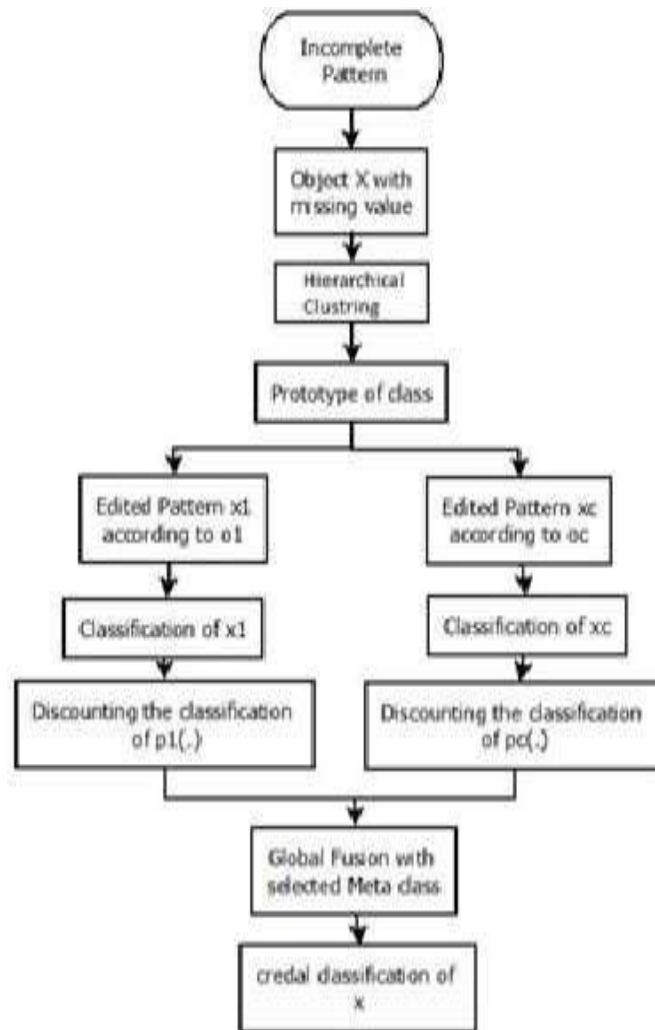 Incomplete
Pattern
Object X with
missing value
Hierarchical
Clustring
Prototype of class
Edited Pattern x1
according to o1
Edited Pattern xc
according to oc
Classification of x1
Classification of xc
Discounting the classification
of p1(.)
Discounting the classification
of pc(.)
Global Fusion with
selected Meta class
credal classification of
x